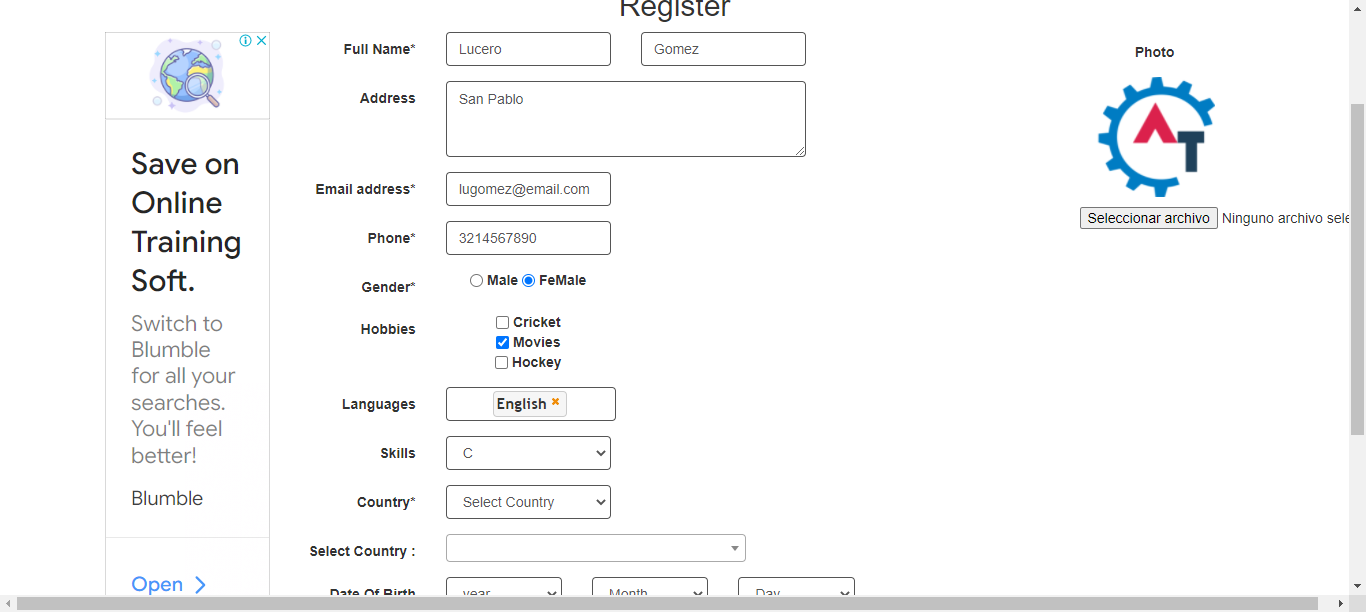 Register
Save on
Online
Training
Soft.
Switch to
Blumble
for all your
searches.
You'll feel
better!
Blumble
Open
Full Name* Lucero Gomez
Address San Pablo
Email address* lugomez@email.com
Phone* 3214567890
Gender* Male FeMale
Hobbies Cricket
Movies
Hockey
Languages English
Skills C
Country* Select Country
Select Country :
Date Of Birth year Month Day
Photo
AT
Seleccionar archivo Ninguno archivo sele